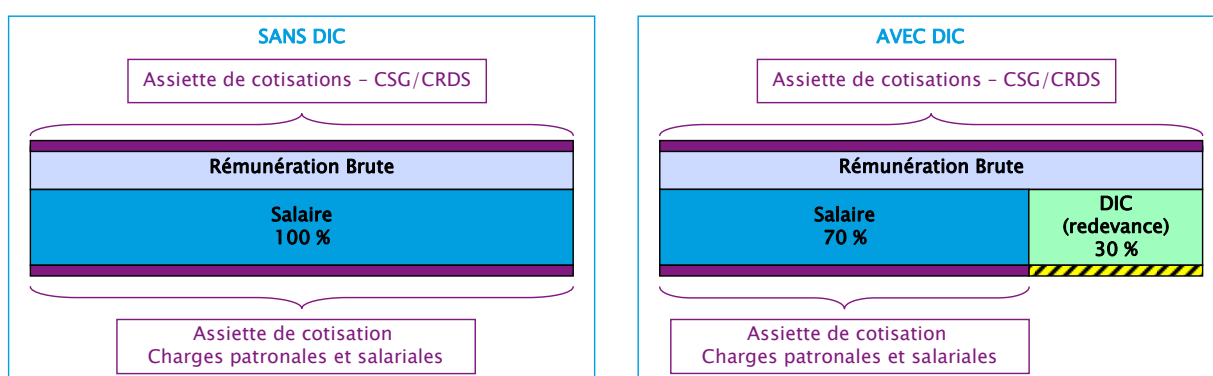 SANS DIC
Assiette de cotisations – CSG/CRDS
Rémunération Brute
Salaire
100 %
Assiette de cotisation
Charges patronales et salariales
AVEC DIC
Assiette de cotisations – CSG/CRDS
Rémunération Brute
Salaire
70 %
DIC
(redevance)
30 %
Assiette de cotisation
Charges patronales et salariales